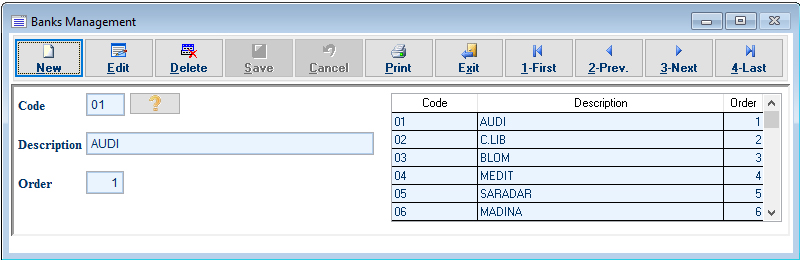 Banks Management
New Edit Delete Save Cancel Print Exit 1-First 2-Prev. 3-Next 4-Last
Code 01 ?
Description AUDI
Order 1
Code Description Order
01 AUDI 1
02 C.LIB 2
03 BLOM 3
04 MEDIT 4
05 SARADAR 5
06 MADINA 6